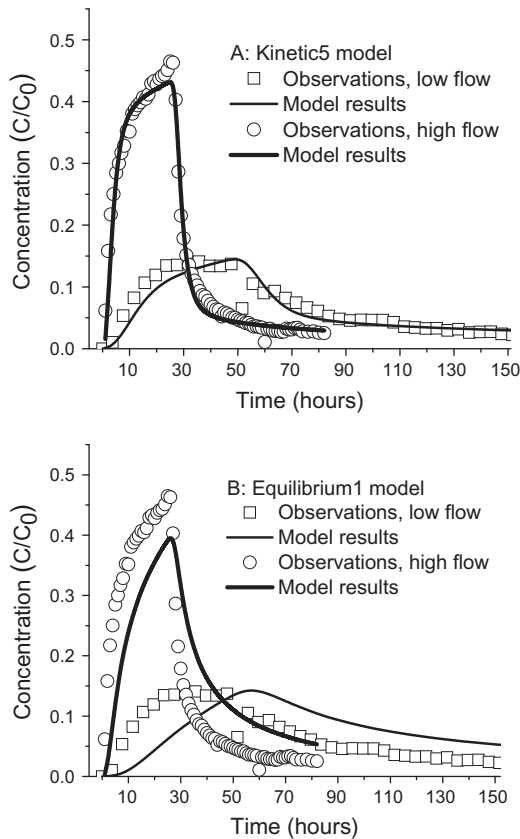 0.5
0.4
0.3
0.2
0.1
0.0
Concentration (C/C0)
A: Kinetic5 model
Observations, low flow
Model results
Observations, high flow
Model results
10 30 50 70 90 110 130 150
Time (hours)
0.5
0.4
0.3
0.2
0.1
0.0
Concentration (C/C0)
B: Equilibrium1 model
Observations, low flow
Model results
Observations, high flow
Model results
10 30 50 70 90 110 130 150
Time (hours)